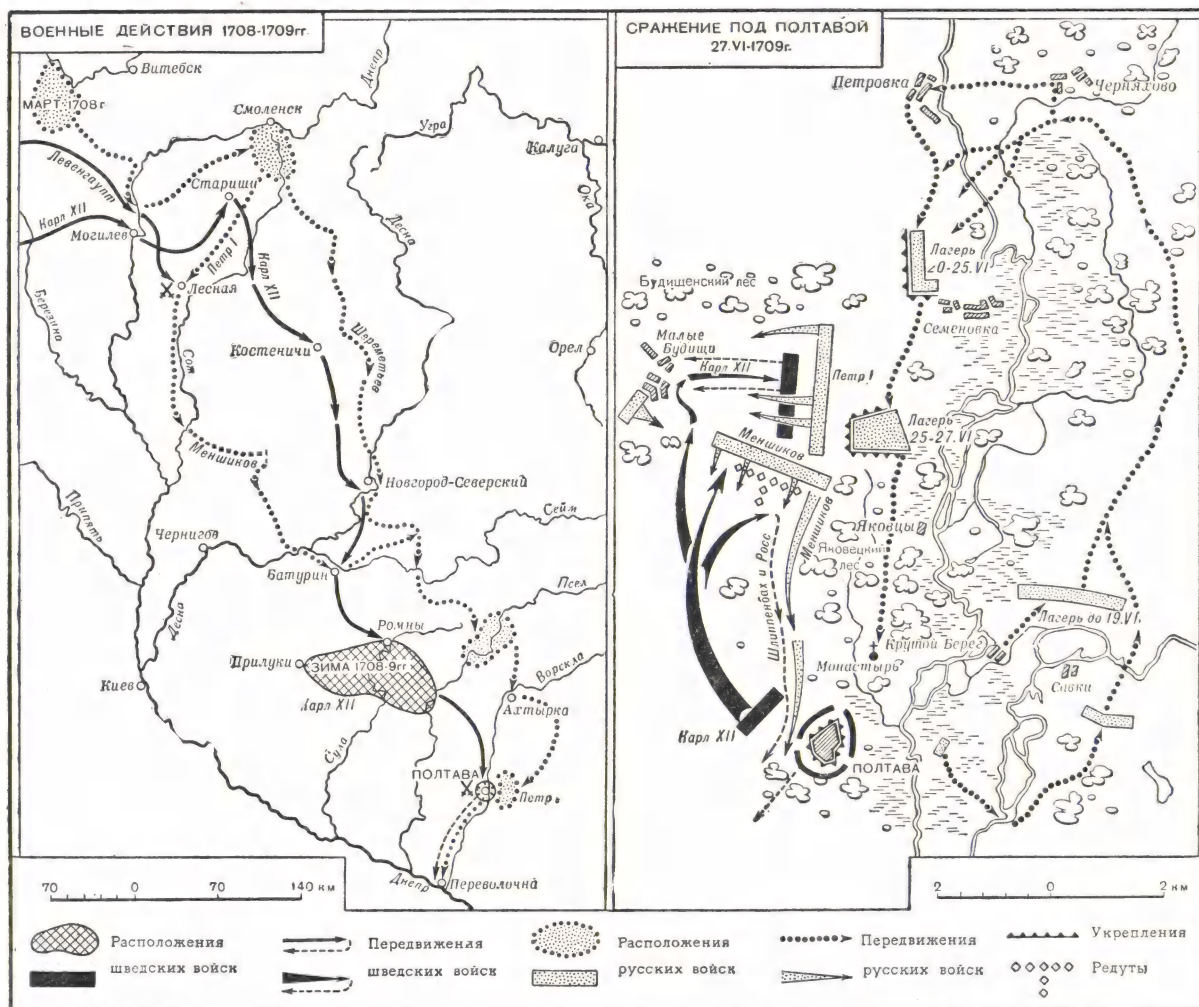 ВОЕННЫЕ ДЕЙСТВИЯ 1708-1709гг.
Витебск
МАРТ-1708 г
Днепр
Смоленск
Угра
Калуга
Левенгаупт
Старищи
Ока
Карл XII
Могилев
Петр I
Десна
Карл XII
Лесная
Березина
Шереметьев
Костеничи
Орел
Сож
Меншиков
Новгород-Северский
Припять
Сейм
Чернигов
Батурин
Псел
Десна
Ромны
Прилуки
ЗИМА 1708-9гг
Ворскла
Киев
Карл XII
Ахтырка
Сула
ПОЛТАВА
Петр I
Днепр
Переволочна
70 0 70 140 км
СРАЖЕНИЕ ПОД ПОЛТАВОЙ
27.VI-1709г.
Петровка
Черняхово
Лагерь
20-25.VI
Будищенский лес
Семеновка
Малые
Будищи
Карл XII
Петр I
Лагерь
25-27.VI
Меншиков
Меншиков
Яковцы
Яковецкий
лес
Шлиппенбах и Росс
Лагерь до 19.VI.
Крутой Берег
Монастырь
Савки
Карл XII
ПОЛТАВА
2 0 2 км
Расположения
шведских войск
Передвижения
шведских войск
Расположения
русских войск
Передвижения
русских войск
Укрепления
Редуты